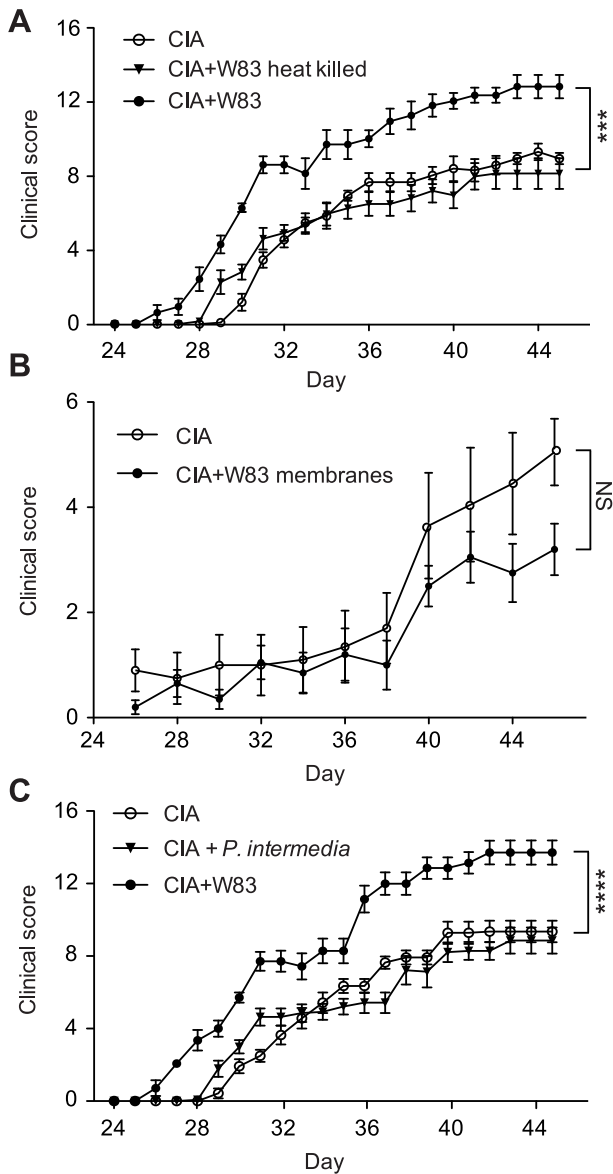 A
16
12
8
4
0
Clinical score
CIA
CIA+W83 heat killed
CIA+W83
***
24 28 32 36 40 44
Day
B
6
4
2
0
Clinical score
CIA
CIA+W83 membranes
NS
24 28 32 36 40 44
Day
C
16
12
8
4
0
Clinical score
CIA
CIA + P. intermedia
CIA+W83
****
24 28 32 36 40 44
Day